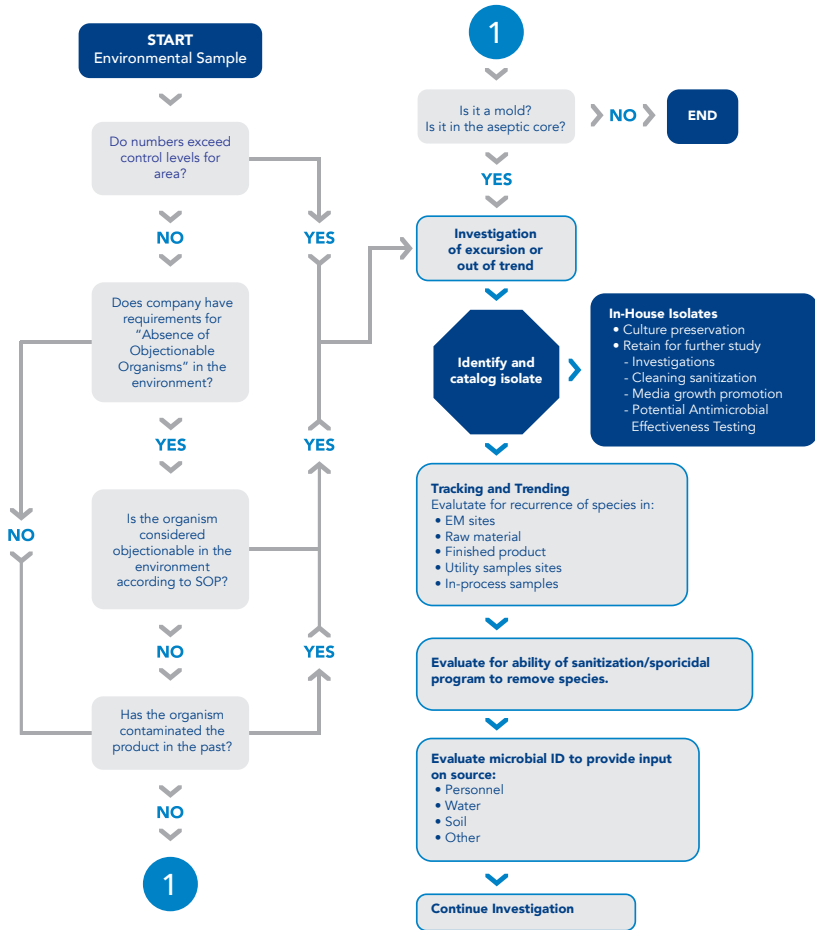 START
Environmental Sample
Do numbers exceed
control levels for
area?
NO
YES
Does company have
requirements for
“Absence of
Objectionable
Organisms” in the
environment?
YES
YES
NO
Is the organism
considered
objectionable in the
environment
according to SOP?
NO
YES
Has the organism
contaminated the
product in the past?
NO
1
1
Is it a mold?
Is it in the aseptic core?
NO
END
YES
Investigation
of excursion or
out of trend
Identify and
catalog isolate
In-House Isolates
• Culture preservation
• Retain for further study
- Investigations
- Cleaning sanitization
- Media growth promotion
- Potential Antimicrobial
Effectiveness Testing
Tracking and Trending
Evalutate for recurrence of species in:
• EM sites
• Raw material
• Finished product
• Utility samples sites
• In-process samples
Evaluate for ability of sanitization/sporicidal
program to remove species.
Evaluate microbial ID to provide input
on source:
• Personnel
• Water
• Soil
• Other
Continue Investigation